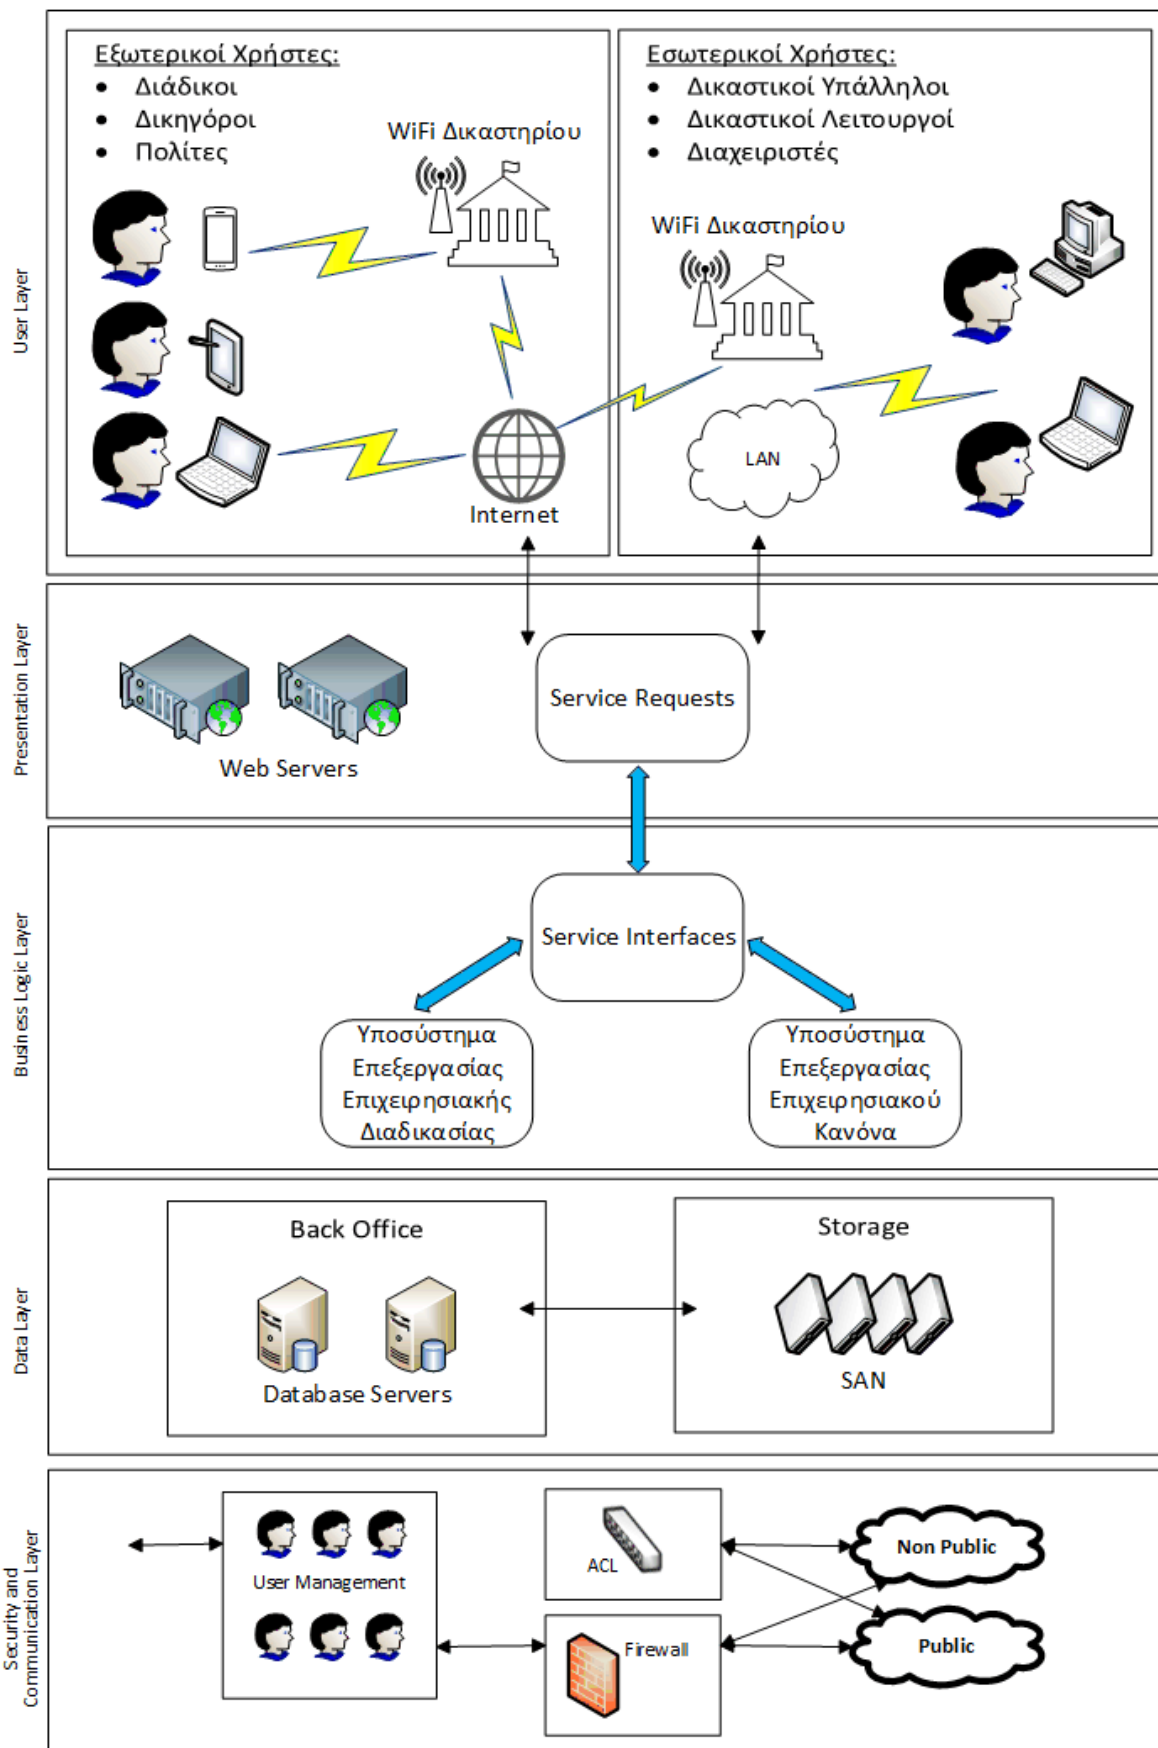 User Layer
Εξωτερικοί Χρήστες:
• Διάδικοι
• Δικηγόροι
• Πολίτες
WiFi Δικαστηρίου
Internet
Εσωτερικοί Χρήστες:
• Δικαστικοί Υπάλληλοι
• Δικαστικοί Λειτουργοί
• Διαχειριστές
WiFi Δικαστηρίου
LAN
Presentation Layer
Web Servers
Service Requests
Business Logic Layer
Service Interfaces
Υποσύστημα
Επεξεργασίας
Επιχειρησιακής
Διαδικασίας
Υποσύστημα
Επεξεργασίας
Επιχειρησιακού
Κανόνα
Data Layer
Back Office
Database Servers
Storage
SAN
Security and
Communication Layer
User Management
ACL
Firewall
Non Public
Public